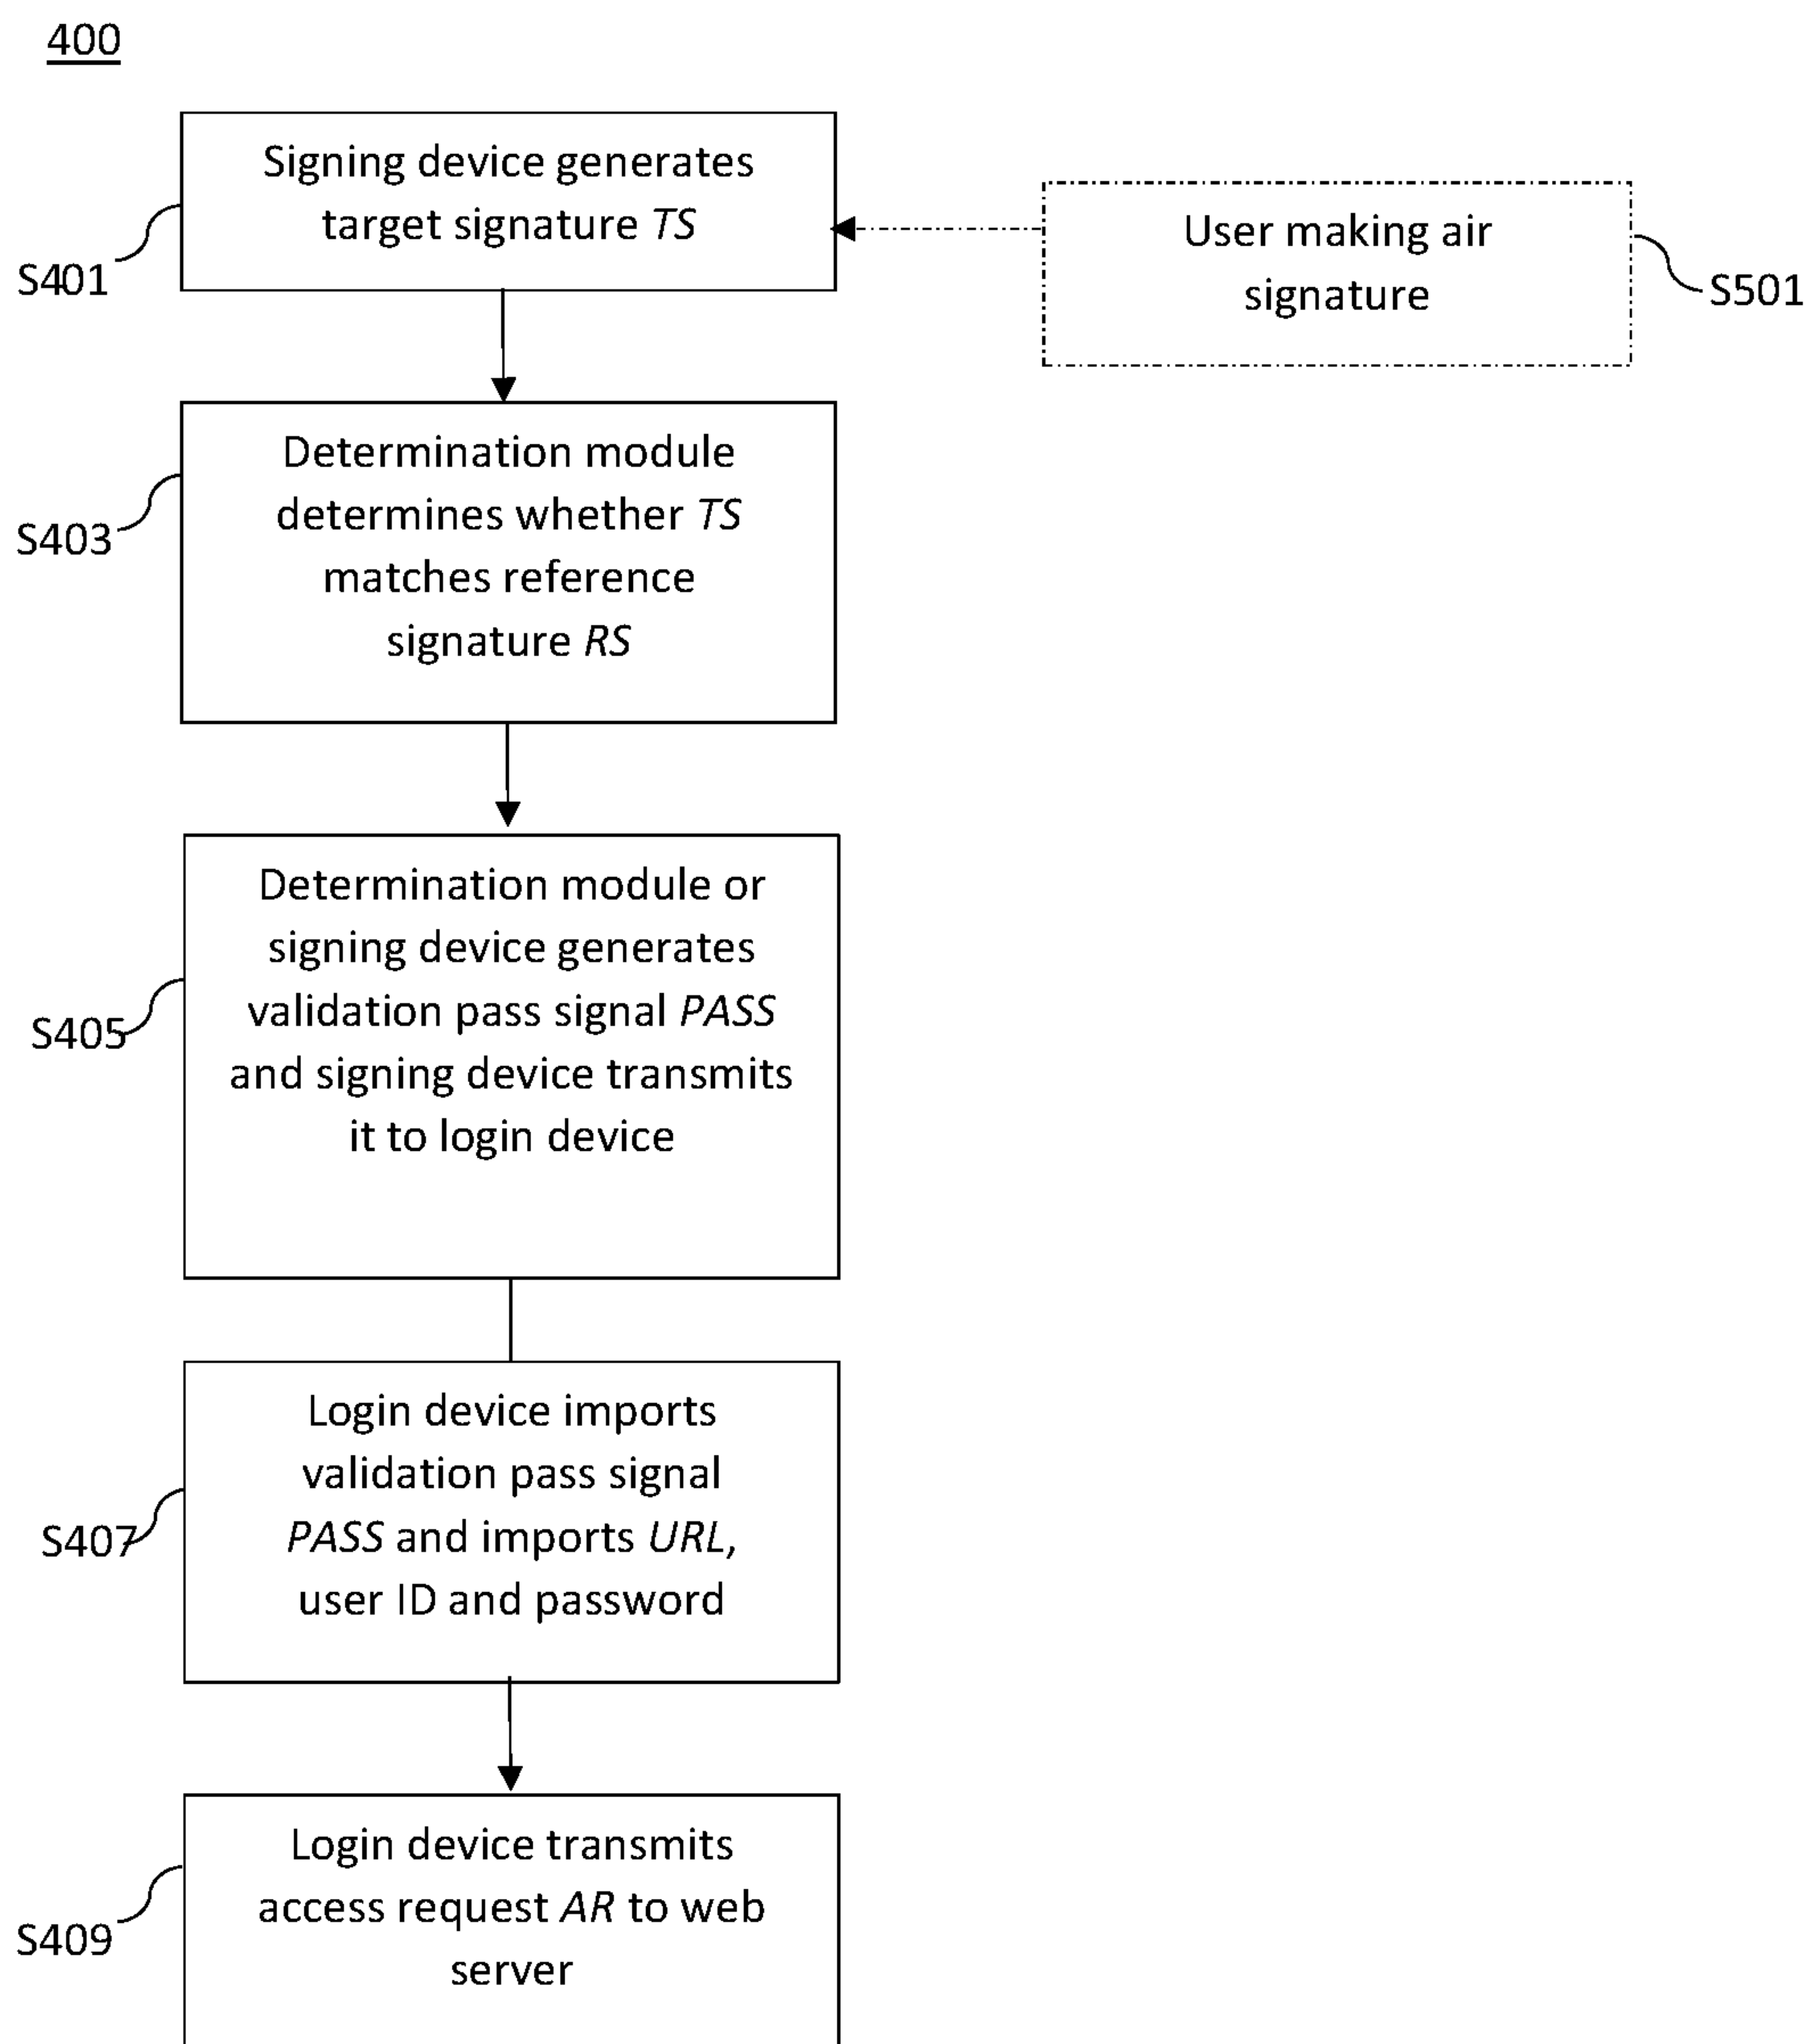 400
Signing device generates
target signature TS
S401
User making air
signature
S501
Determination module
determines whether TS
matches reference
signature RS
S403
Determination module or
signing device generates
validation pass signal PASS
and signing device transmits
it to login device
S405
Login device imports
validation pass signal
PASS and imports URL,
user ID and password
S407
Login device transmits
access request AR to web
server
S409